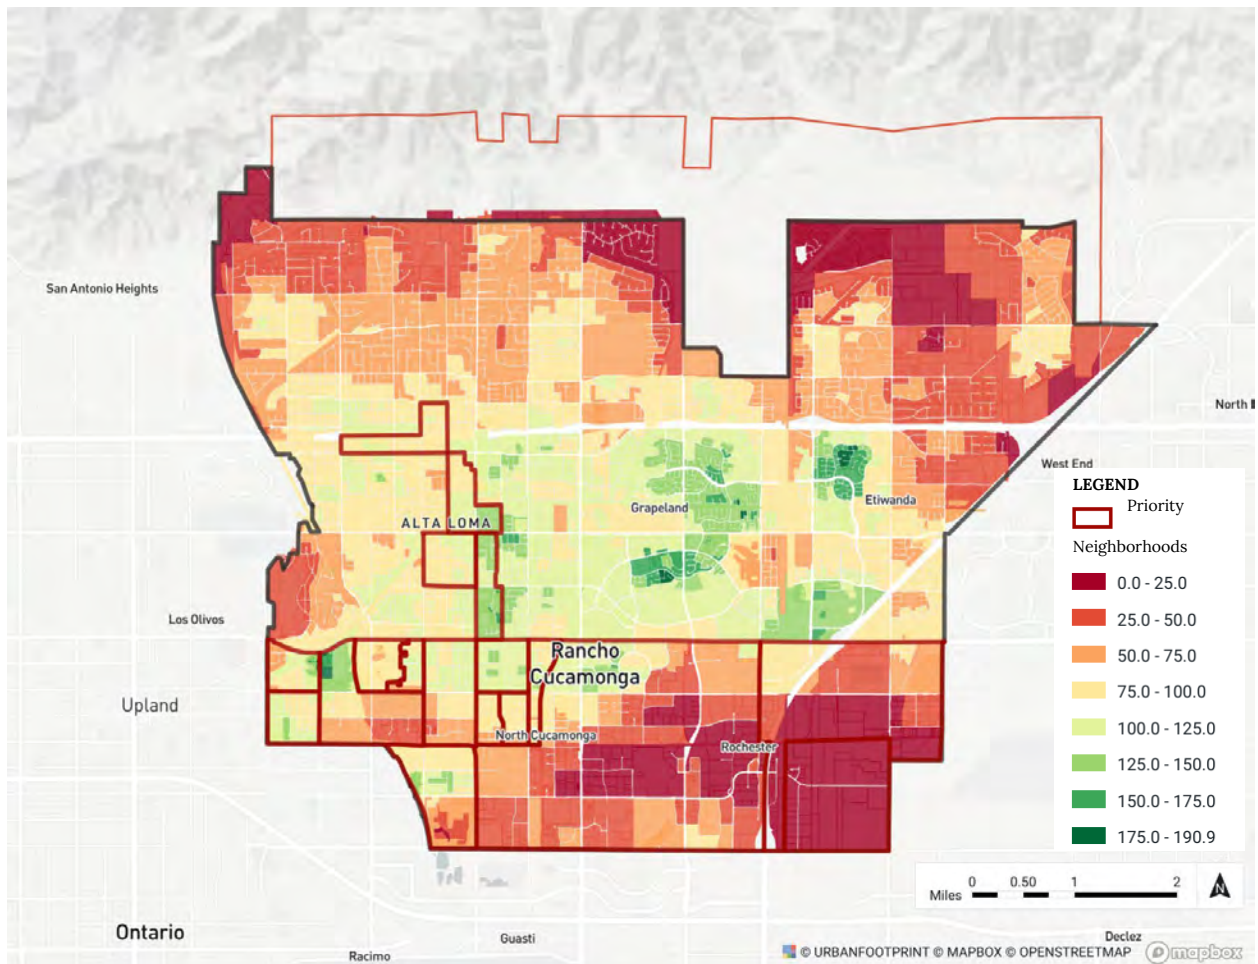 San Antonio Heights
North
West End
LEGEND
Priority
Neighborhoods
0.0 - 25.0
25.0 - 50.0
50.0 - 75.0
75.0 - 100.0
100.0 - 125.0
125.0 - 150.0
150.0 - 175.0
175.0 - 190.9
Grapeland
Etiwanda
ALTA LOMA
Los Olivos
Rancho
Cucamonga
Upland
North Cucamonga
Rochester
Miles 0 0.50 1 2
N
Ontario
Guasti
Racimo
Declez
© URBANFOOTPRINT © MAPBOX © OPENSTREETMAP
mapbox